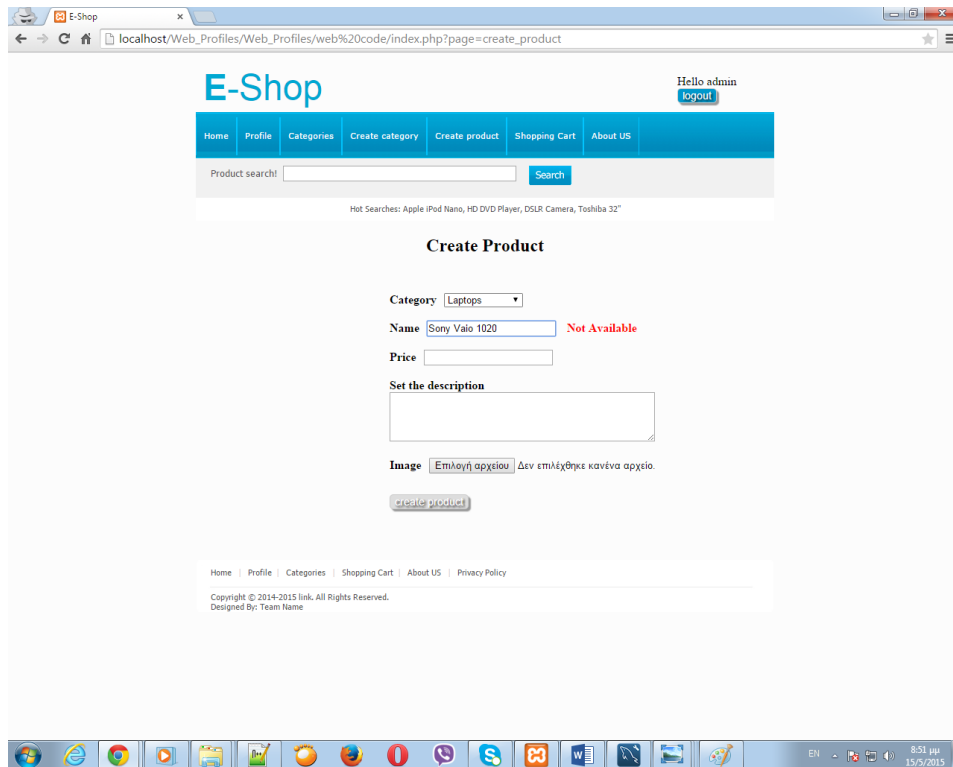 E-Shop
localhost/Web_Profiles/Web_Profiles/web%20code/index.php?page=create_product
E-Shop
Hello admin
logout
Home Profile Categories Create category Create product Shopping Cart About US
Product search! Search
Hot Searches: Apple iPod Nano, HD DVD Player, DSLR Camera, Toshiba 32"
Create Product
Category Laptops
Name Sony Vaio 1020 Not Available
Price
Set the description
Image Επιλογή αρχείου Δεν επιλέχθηκε κανένα αρχείο.
create product
Home Profile Categories Shopping Cart About US Privacy Policy
Copyright © 2014-2015 link. All Rights Reserved.
Designed By: Team Name
EN 8:51 μμ
15/5/2015